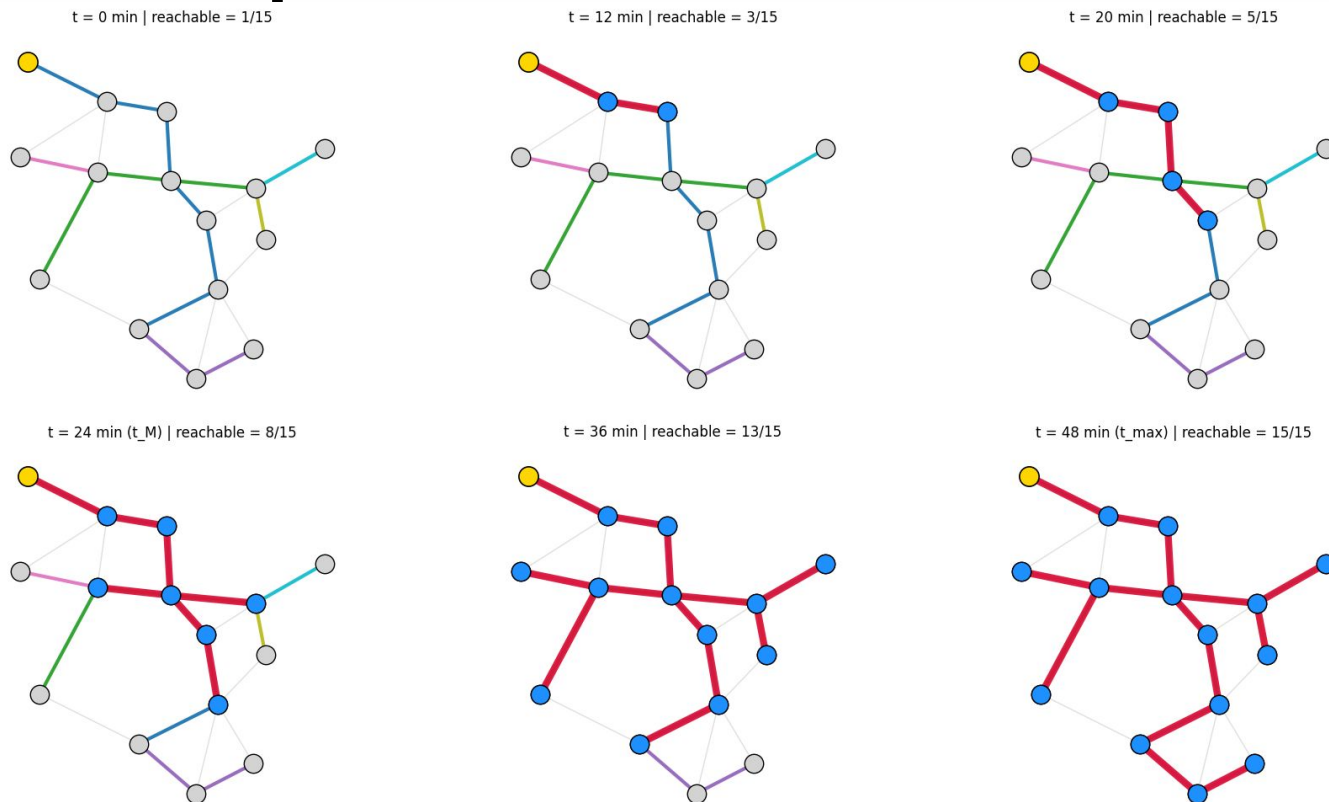 t = 0 min | reachable = 1/15
t = 12 min | reachable = 3/15
t = 20 min | reachable = 5/15
t = 24 min (t_M) | reachable = 8/15
t = 36 min | reachable = 13/15
t = 48 min (t_max) | reachable = 15/15